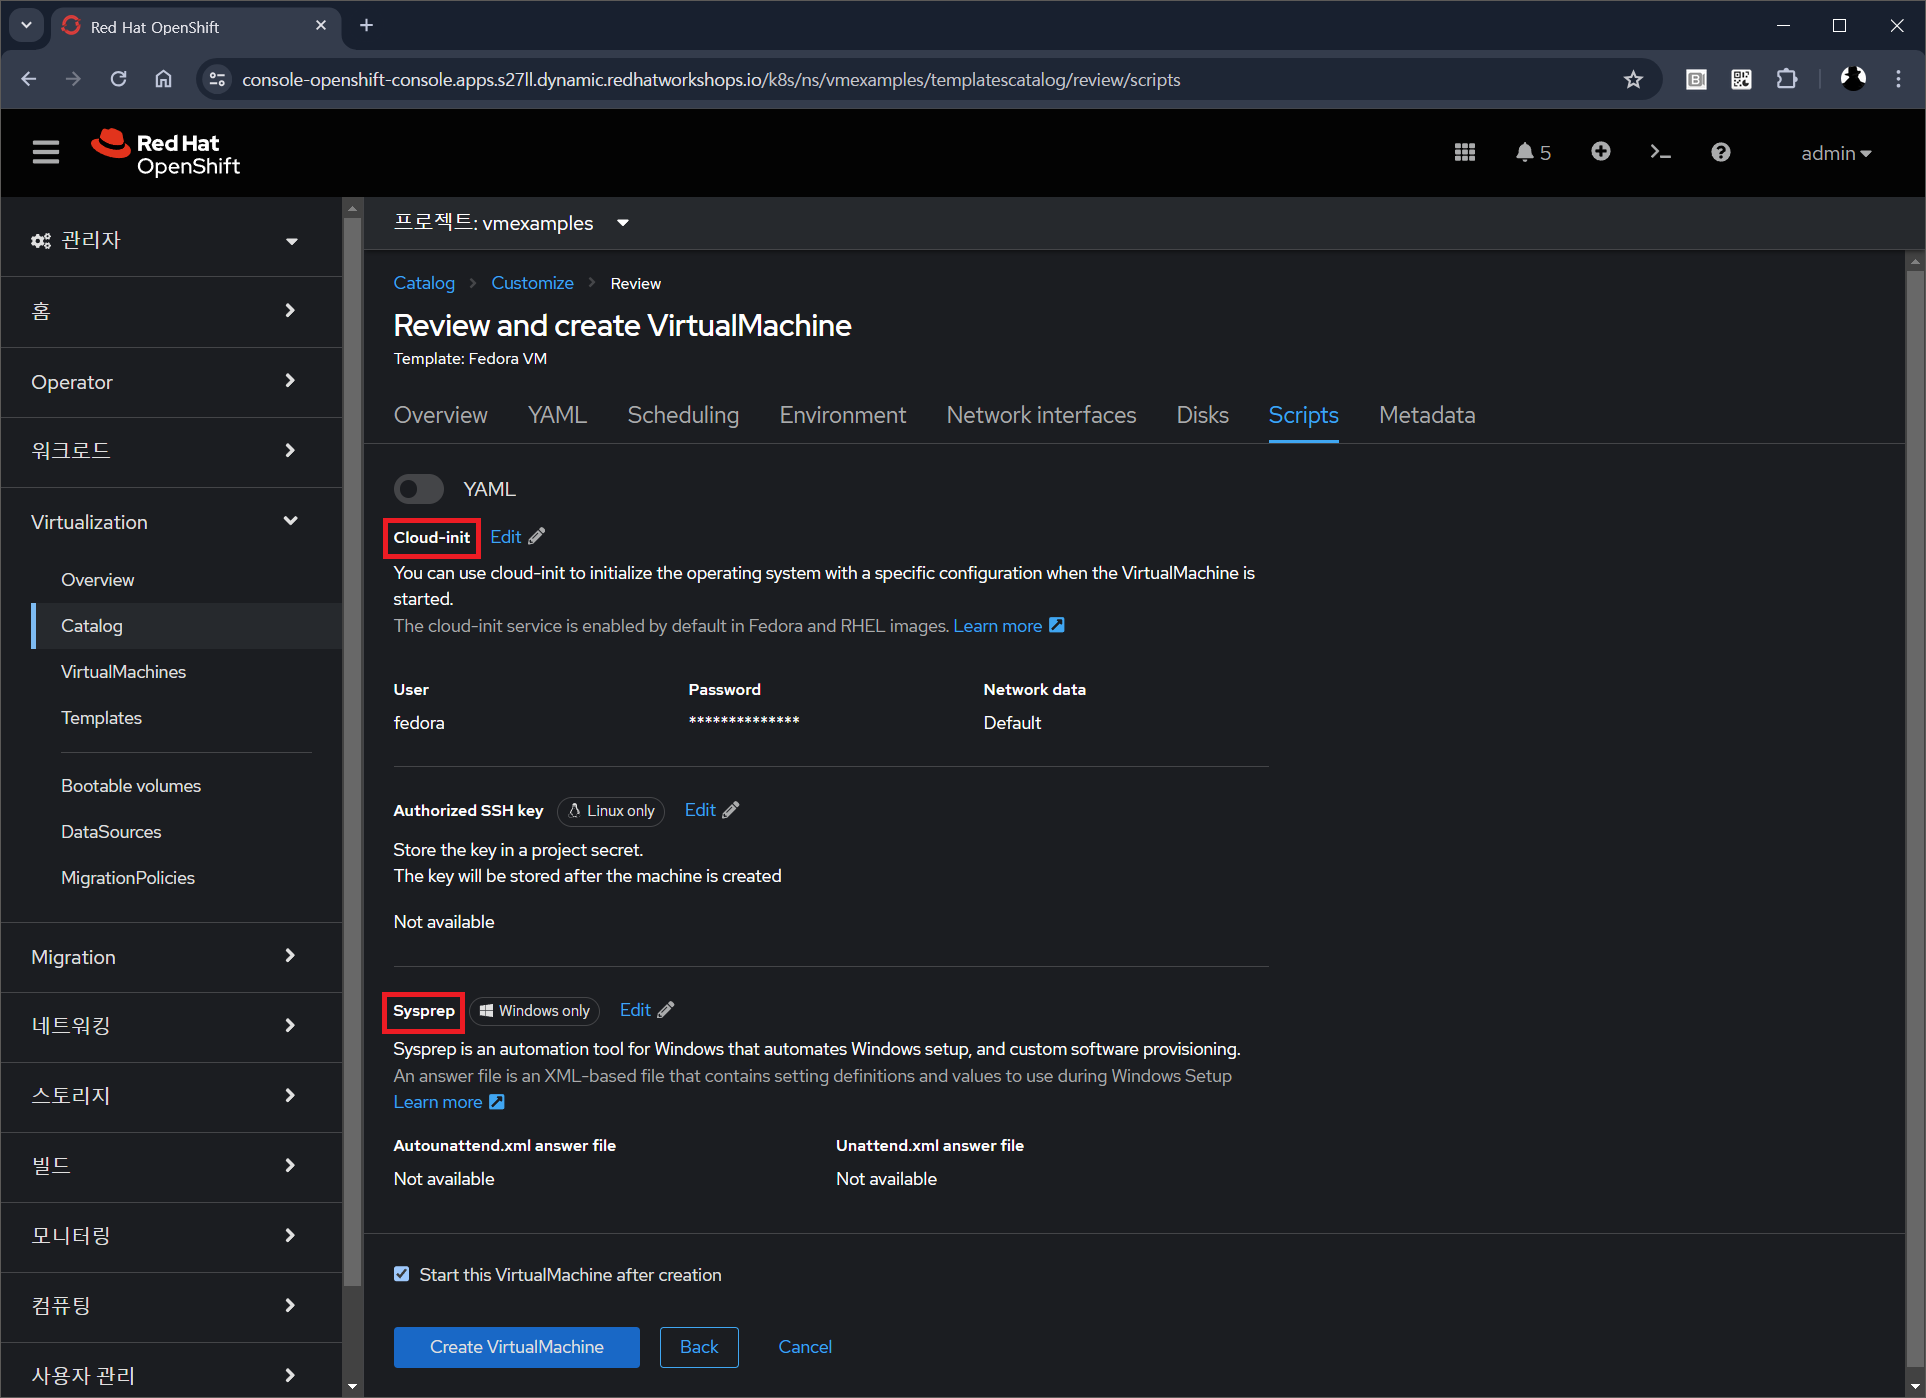 Red Hat OpenShift
console-openshift-console.apps.s27ll.dynamic.redhatworkshops.io/k8s/ns/vmexamples/templatescatalog/review/scripts
Red Hat
OpenShift
5
admin
관리자
홈
Operator
워크로드
Virtualization
Overview
Catalog
VirtualMachines
Templates
Bootable volumes
DataSources
MigrationPolicies
Migration
네트워킹
스토리지
빌드
모니터링
컴퓨팅
사용자 관리
프로젝트: vmexamples
Catalog Customize Review
Review and create VirtualMachine
Template: Fedora VM
Overview YAML Scheduling Environment Network interfaces Disks Scripts Metadata
YAML
Cloud-init Edit
You can use cloud-init to initialize the operating system with a specific configuration when the VirtualMachine is
started.
The cloud-init service is enabled by default in Fedora and RHEL images. Learn more
User Password Network data
fedora ************** Default
Authorized SSH key Linux only Edit
Store the key in a project secret.
The key will be stored after the machine is created
Not available
Sysprep Windows only Edit
Sysprep is an automation tool for Windows that automates Windows setup, and custom software provisioning.
An answer file is an XML-based file that contains setting definitions and values to use during Windows Setup
Learn more
Autounattend.xml answer file Unattend.xml answer file
Not available Not available
Start this VirtualMachine after creation
Create VirtualMachine Back Cancel